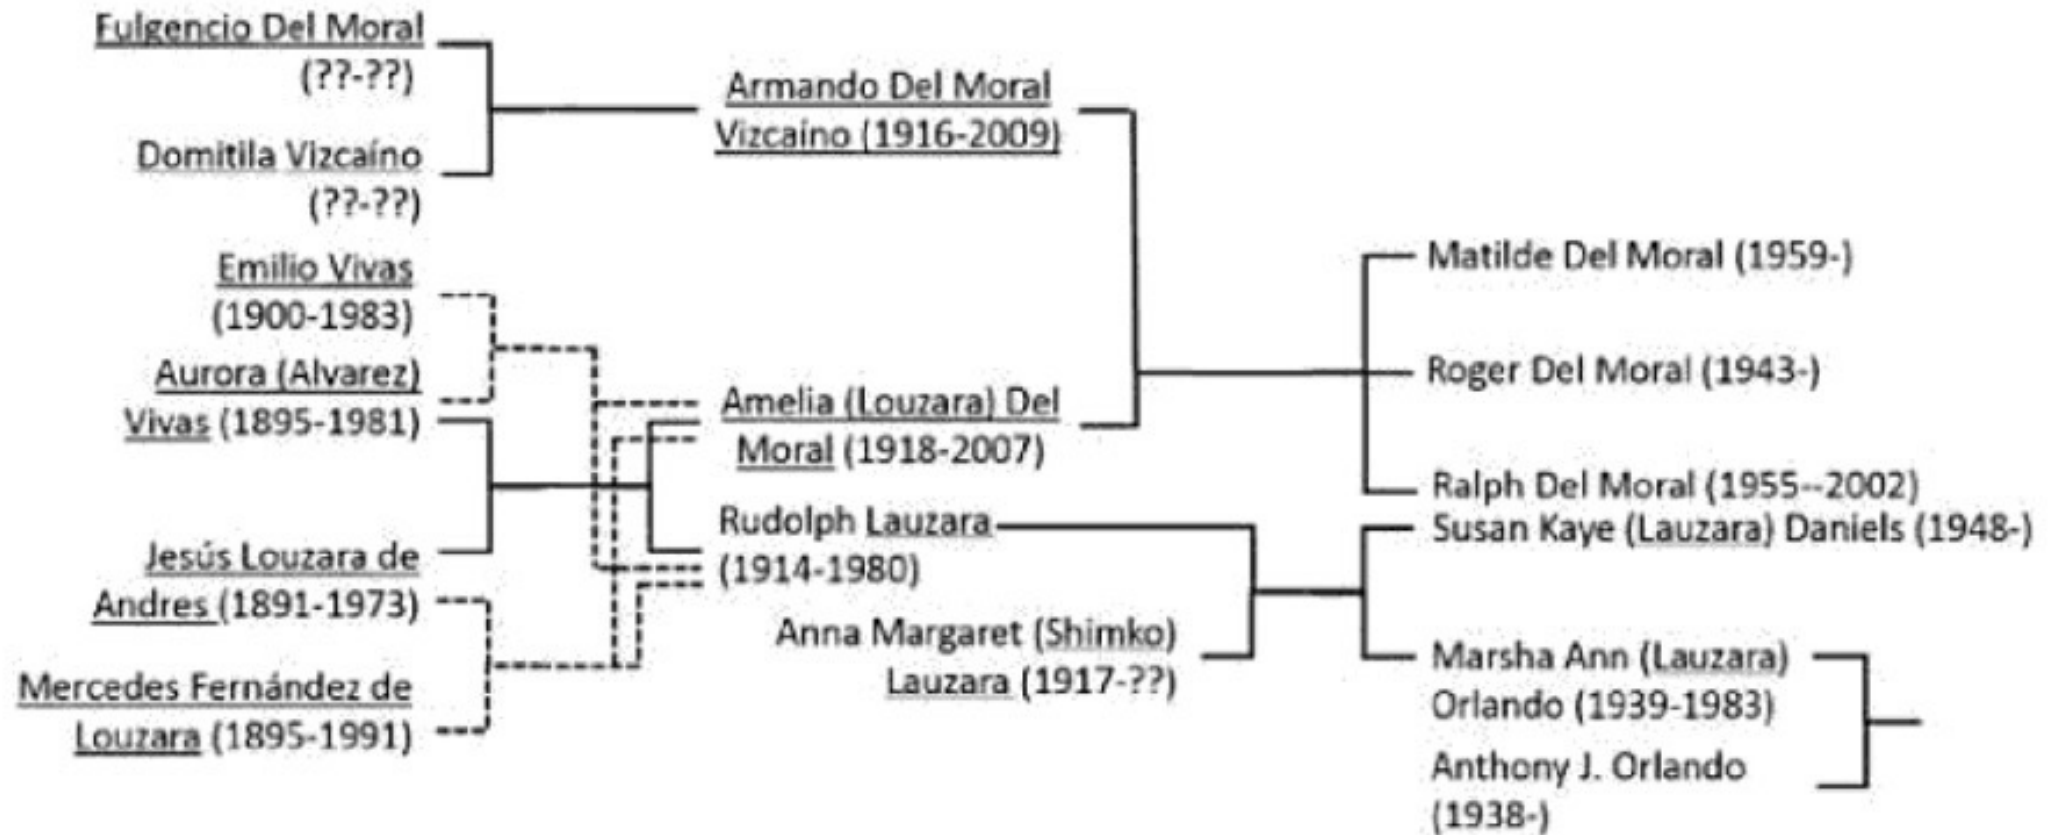 Fulgencio Del Moral
(??-??)
Domitila Vizcaíno
(??-??)
Emilio Vivas
(1900-1983)
Aurora (Alvarez)
Vivas (1895-1981)
Jesús Louzara de
Andres (1891-1973)
Mercedes Fernández de
Louzara (1895-1991)
Armando Del Moral
Vizcaíno (1916-2009)
Amelia (Louzara) Del
Moral (1918-2007)
Rudolph Lauzara
(1914-1980)
Anna Margaret (Shimko)
Lauzara (1917-??)
Matilde Del Moral (1959-)
Roger Del Moral (1943-)
Ralph Del Moral (1955--2002)
Susan Kaye (Lauzara) Daniels (1948-)
Marsha Ann (Lauzara)
Orlando (1939-1983)
Anthony J. Orlando
(1938-)